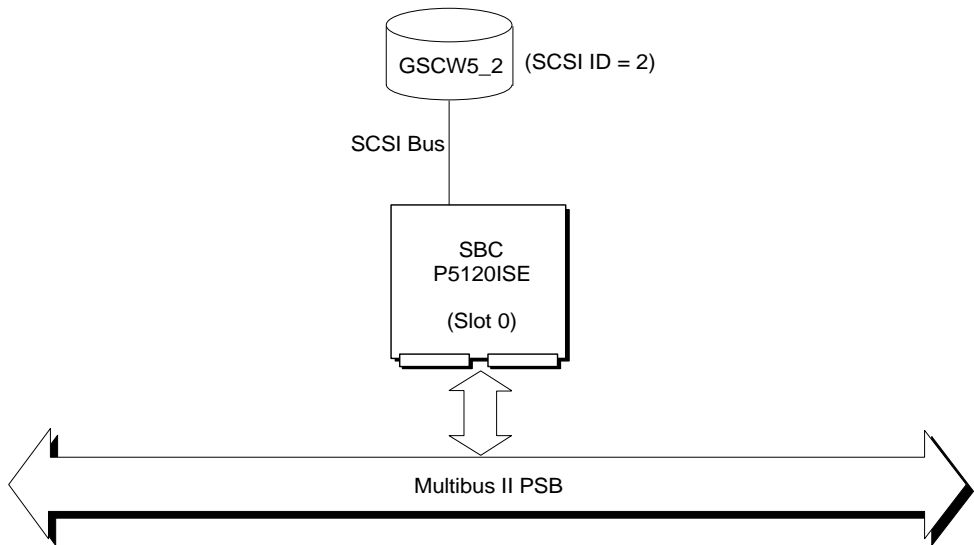 GSCW5_2
(SCSI ID = 2)
SCSI Bus
SBC
P5120ISE
(Slot 0)
Multibus II PSB